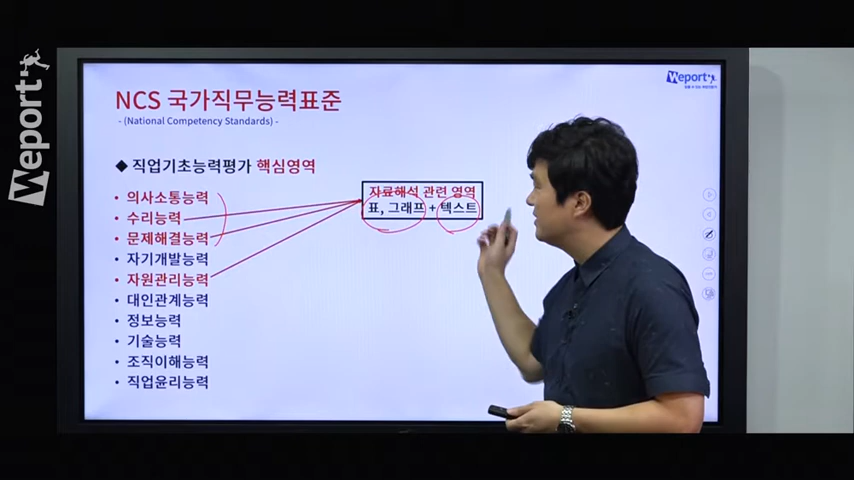 Weport
Weport
NCS 국가직무능력표준
- (National Competency Standards) -
◆ 직업기초능력평가 핵심영역
• 의사소통능력
• 수리능력
• 문제해결능력
• 자기개발능력
• 자원관리능력
• 대인관계능력
• 정보능력
• 기술능력
• 조직이해능력
• 직업윤리능력
자료해석 관련 영역
표, 그래프 + 텍스트